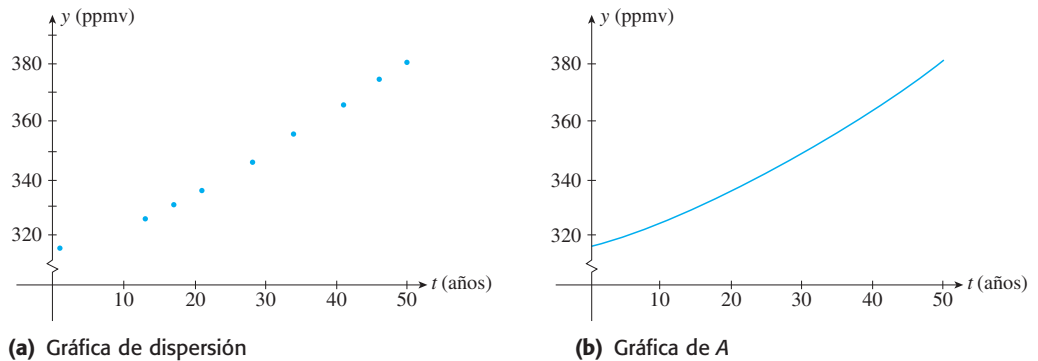 y (ppmv)
380
360
340
320
10 20 30 40 50
t (años)
(a) Gráfica de dispersión
y (ppmv)
380
360
340
320
10 20 30 40 50
t (años)
(b) Gráfica de A